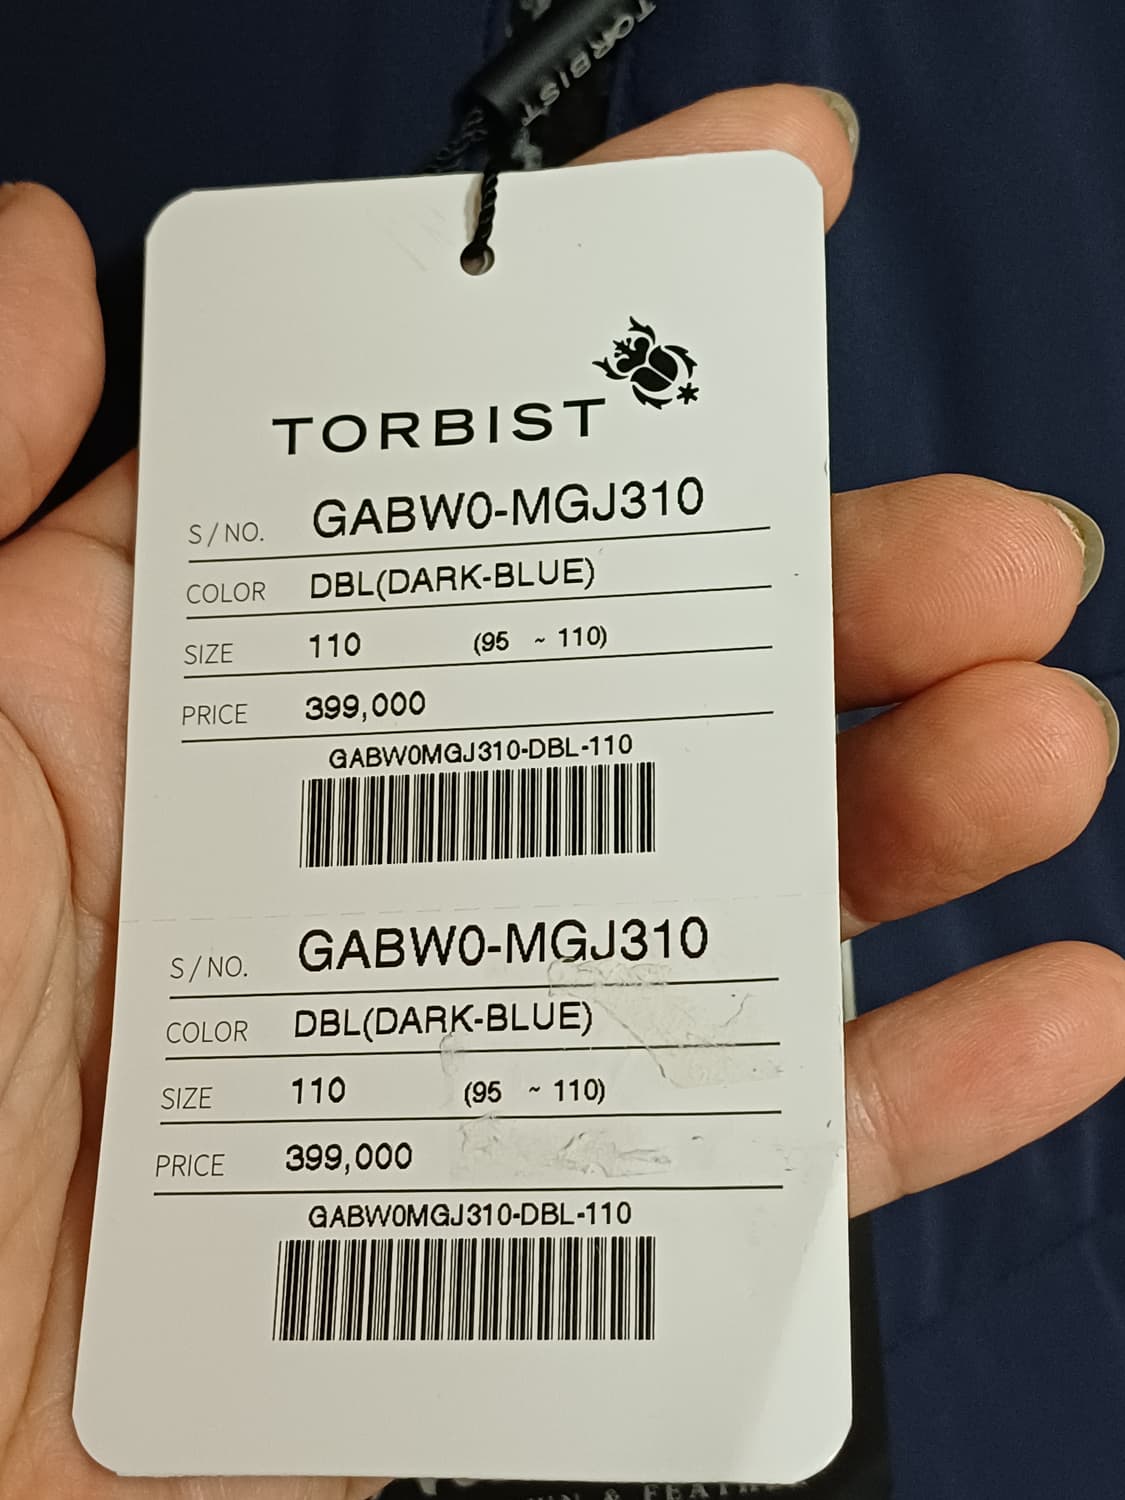 TORBIST
TORBIST
S/NO. GABW0-MGJ310
COLOR DBL(DARK-BLUE)
SIZE 110 (95 ~ 110)
PRICE 399,000
GABW0MGJ310-DBL-110
S/NO. GABW0-MGJ310
COLOR DBL(DARK-BLUE)
SIZE 110 (95 ~ 110)
PRICE 399,000
GABW0MGJ310-DBL-110
&